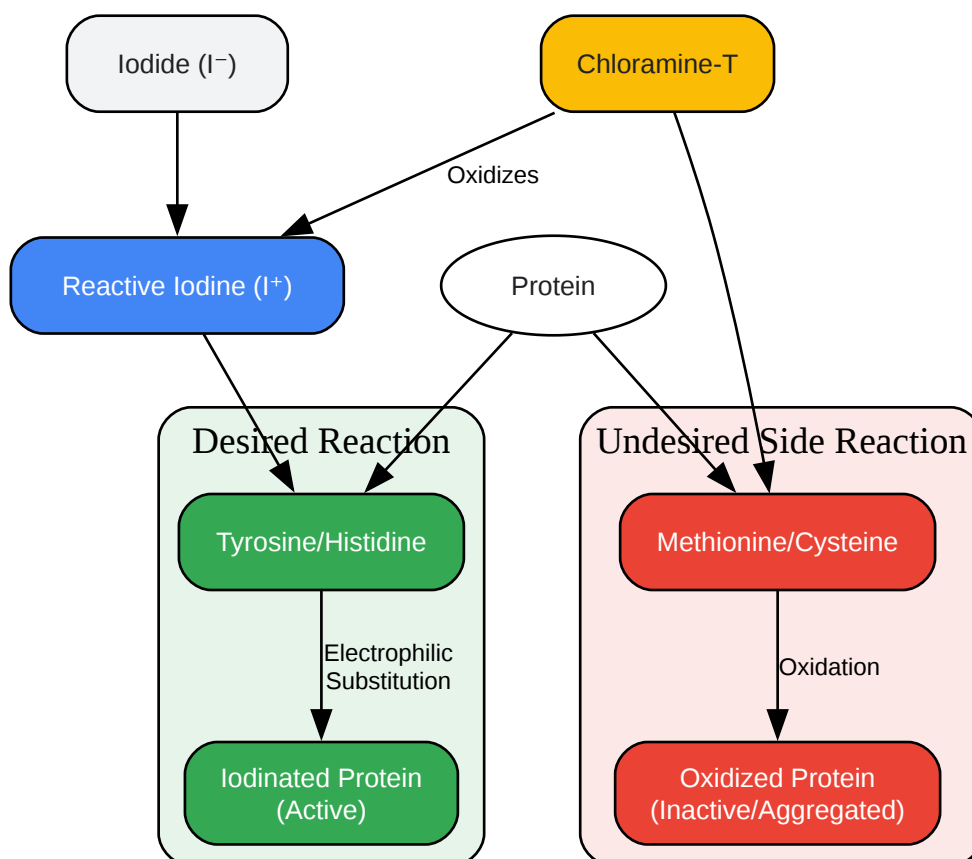 Iodide (I⁻)
Chloramine-T
Oxidizes
Reactive Iodine (I⁺)
Protein
Desired Reaction
Undesired Side Reaction
Tyrosine/Histidine
Methionine/Cysteine
Electrophilic
Substitution
Oxidation
Iodinated Protein
(Active)
Oxidized Protein
(Inactive/Aggregated)